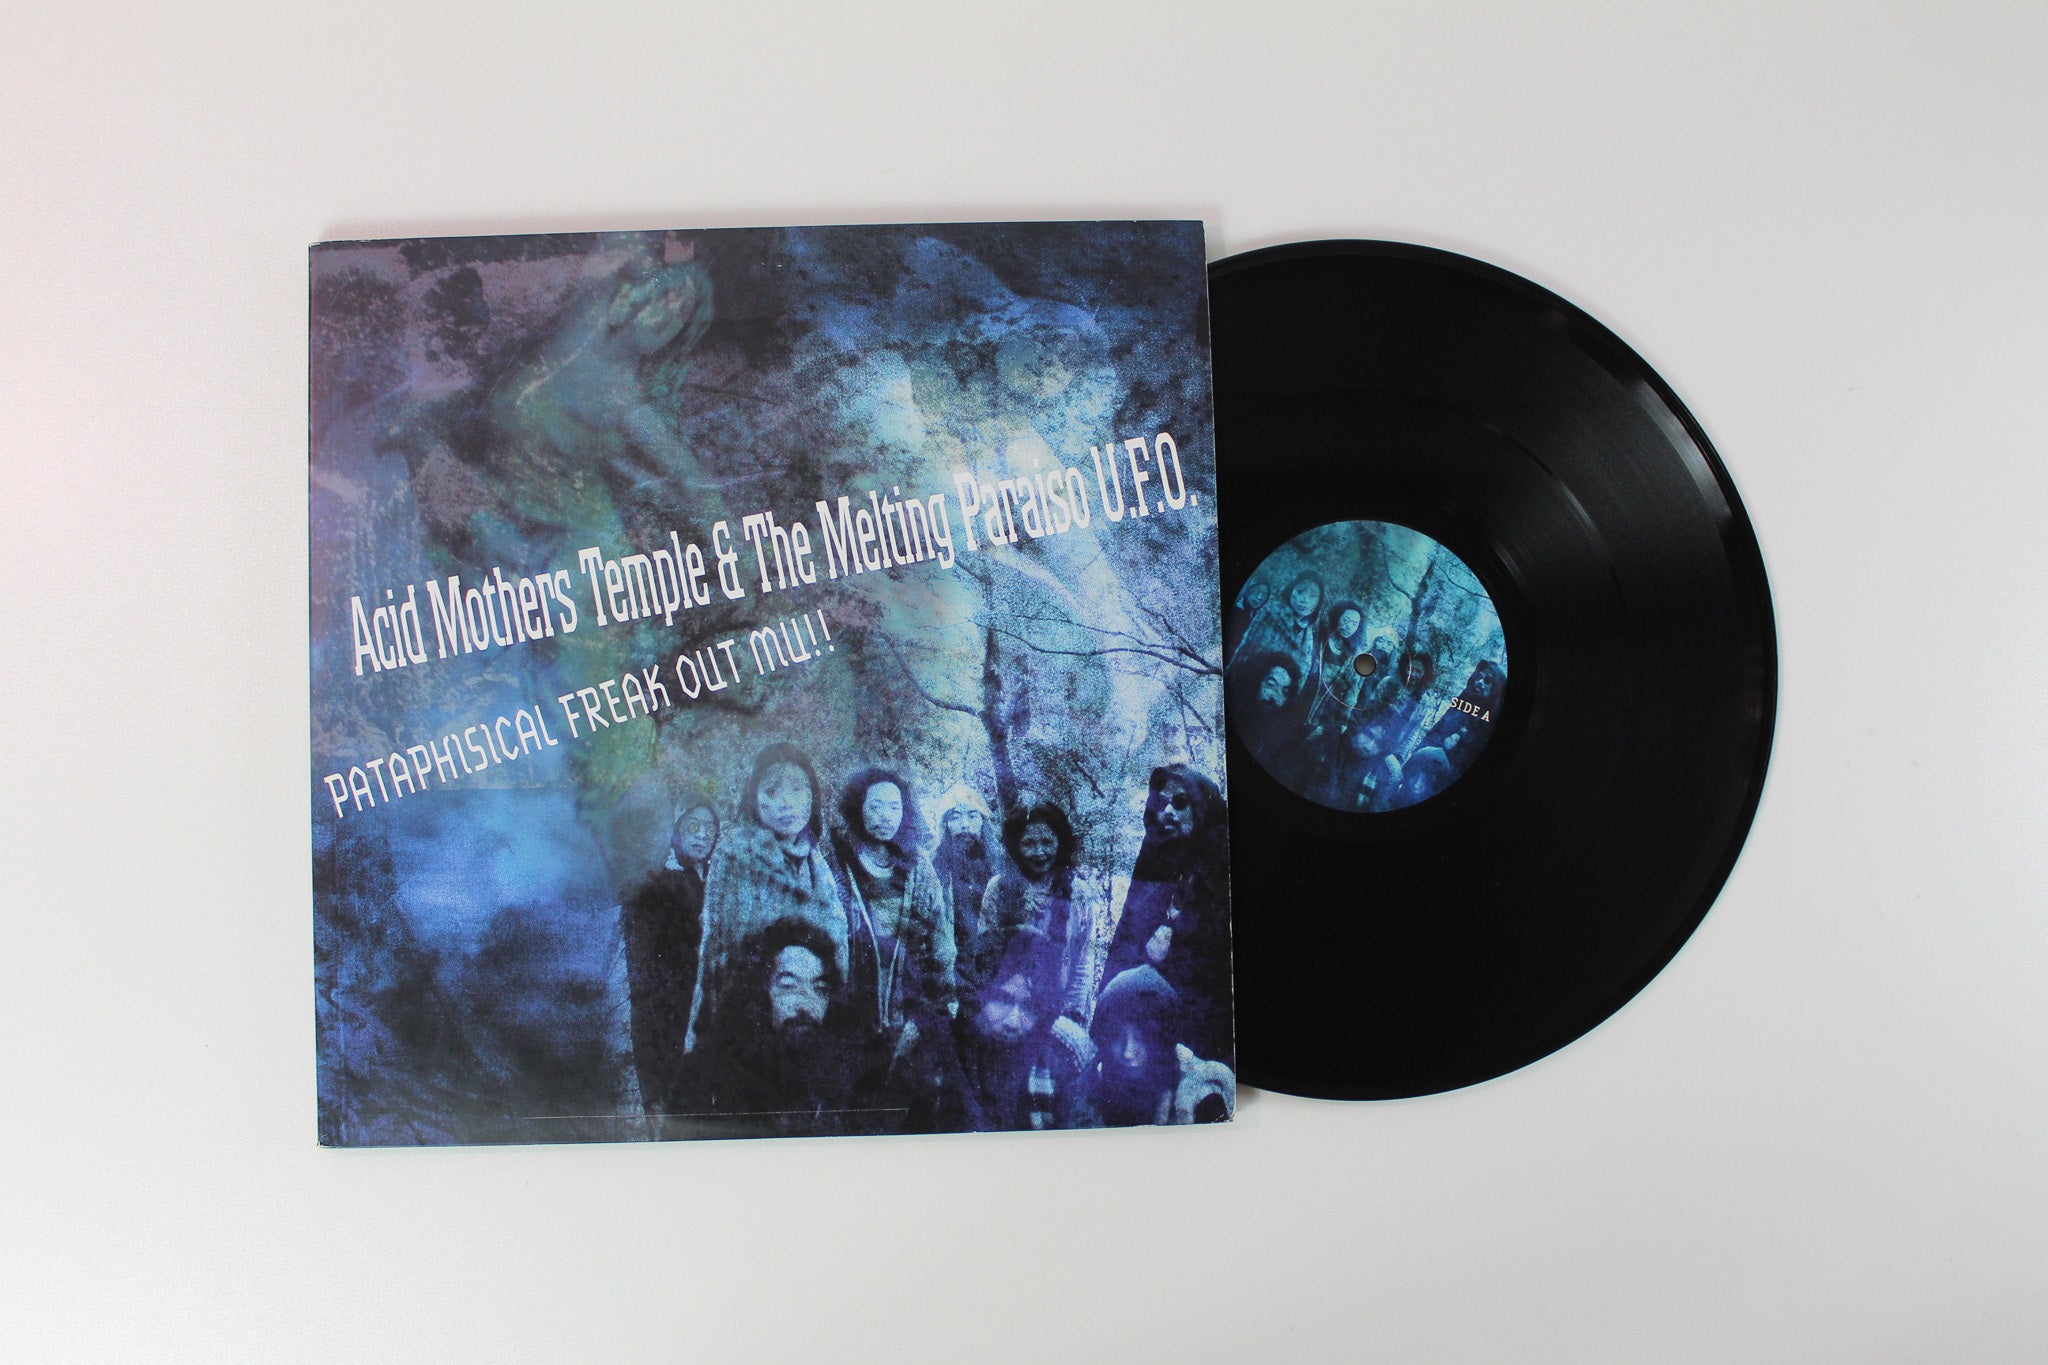 Acid Mothers Temple & The Melting Paraiso U.F.O.
PATAPHISICAL FREAK OUT MU!!
SIDE A